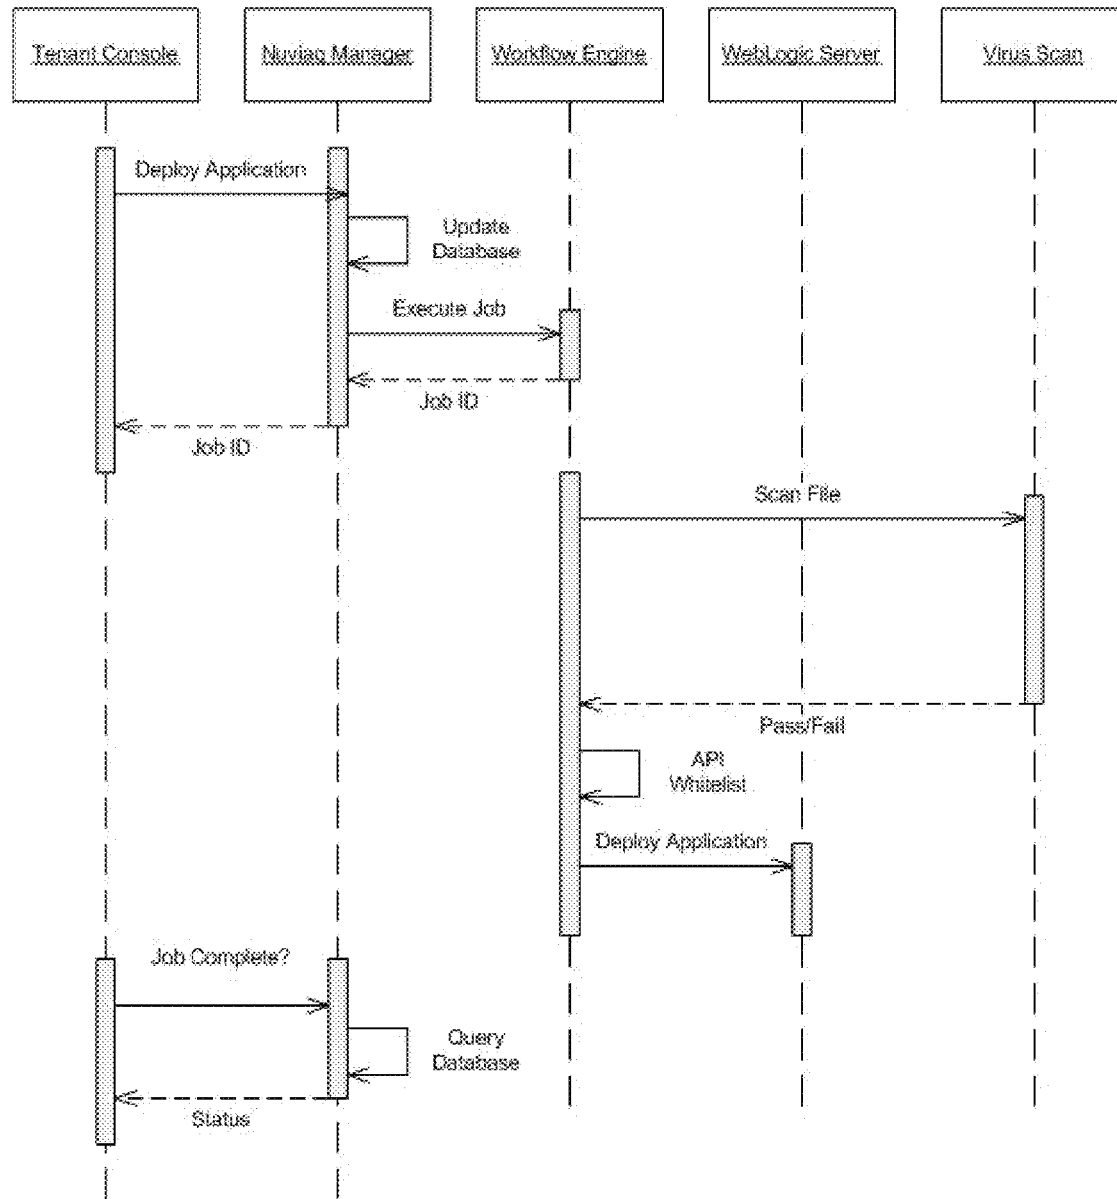 Tenant Console
Nuviaq Manager
Workflow Engine
WebLogic Server
Virus Scan
Deploy Application
Update
Database
Execute Job
Job ID
Job ID
Scan File
Pass/Fail
API
Whitelist
Deploy Application
Job Complete?
Query
Database
Status